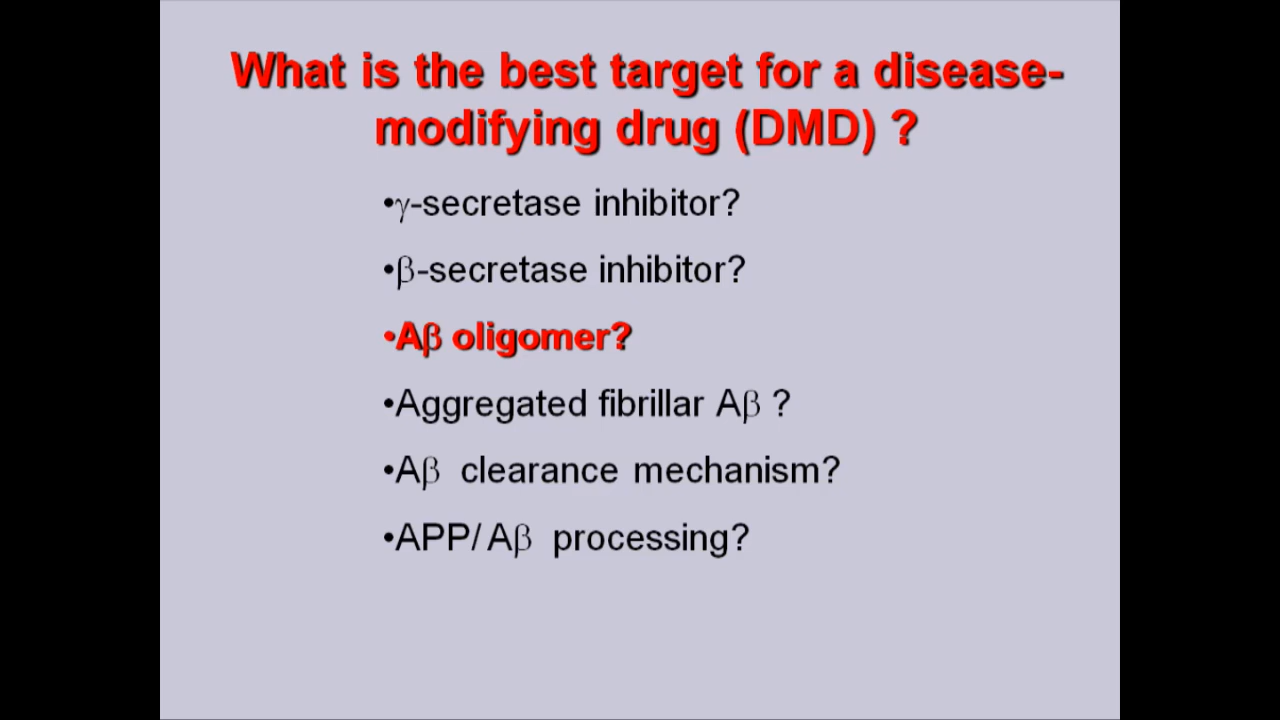 What is the best target for a disease-
modifying drug (DMD) ?
•γ-secretase inhibitor?
•β-secretase inhibitor?
•Aβ oligomer?
•Aggregated fibrillar Aβ ?
•Aβ clearance mechanism?
•APP/ Aβ processing?